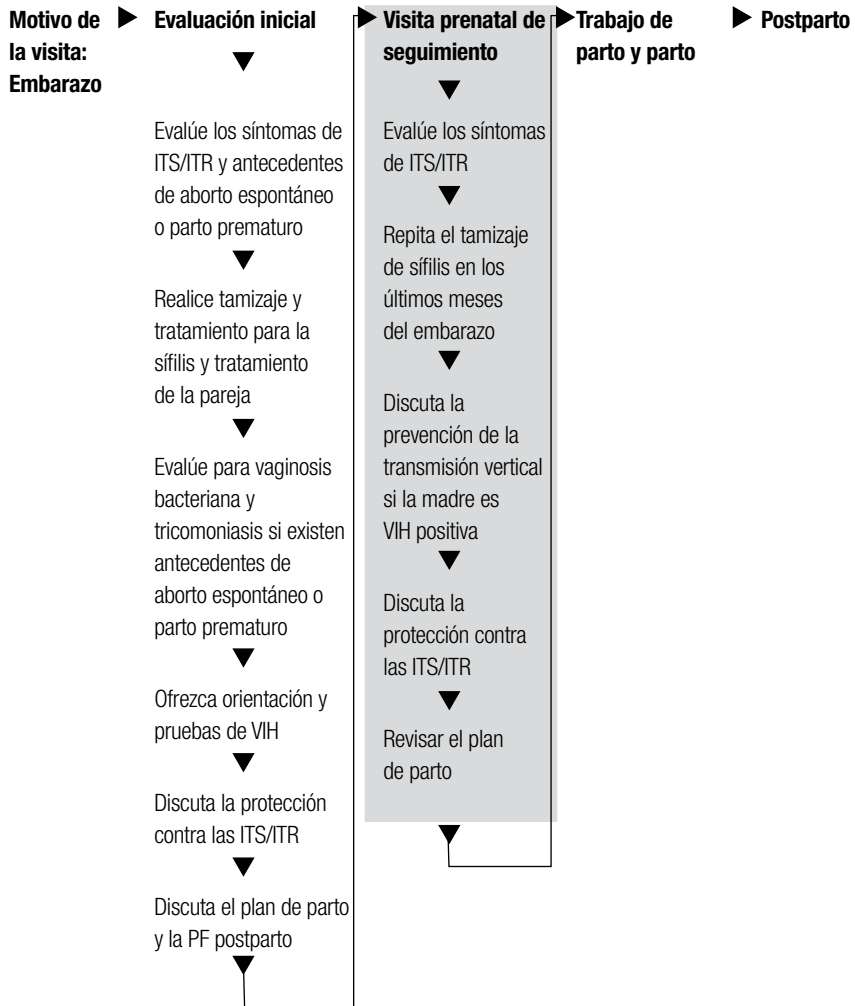 Motivo de
la visita:
Embarazo
Evaluación inicial
Evalúe los síntomas de
ITS/ITR y antecedentes
de aborto espontáneo
o parto prematuro
Realice tamizaje y
tratamiento para la
sífilis y tratamiento
de la pareja
Evalúe para vaginosis
bacteriana y
tricomoniasis si existen
antecedentes de
aborto espontáneo o
parto prematuro
Ofrezca orientación y
pruebas de VIH
Discuta la protección
contra las ITS/ITR
Discuta el plan de parto
y la PF postparto
Visita prenatal de
seguimiento
Evalúe los síntomas
de ITS/ITR
Repita el tamizaje
de sífilis en los
últimos meses
del embarazo
Discuta la
prevención de la
transmisión vertical
si la madre es
VIH positiva
Discuta la
protección contra
las ITS/ITR
Revisar el plan
de parto
Trabajo de
parto y parto
Postparto